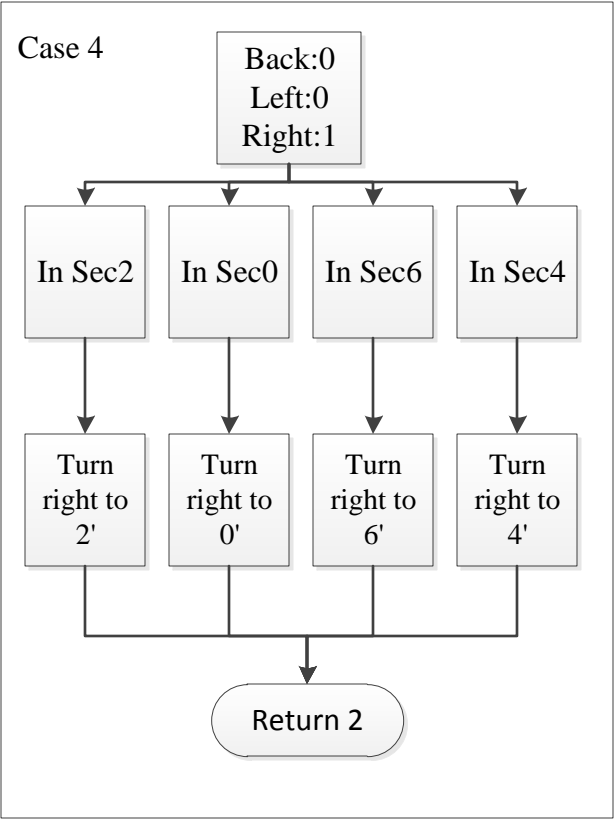 Case 4
Back:0
Left:0
Right:1
In Sec2
In Sec0
In Sec6
In Sec4
Turn
right to
2'
Turn
right to
0'
Turn
right to
6'
Turn
right to
4'
Return 2